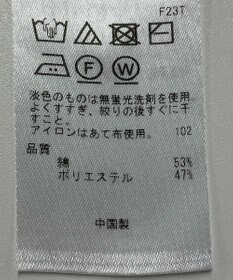 F23T
F
W
淡色のものは無蛍光洗剤を使用。
よくすすぎ、絞りの後すぐに干
すこと。
アイロンはあて布使用。 102
品質
綿 53%
ポリエステル 47%
中国製